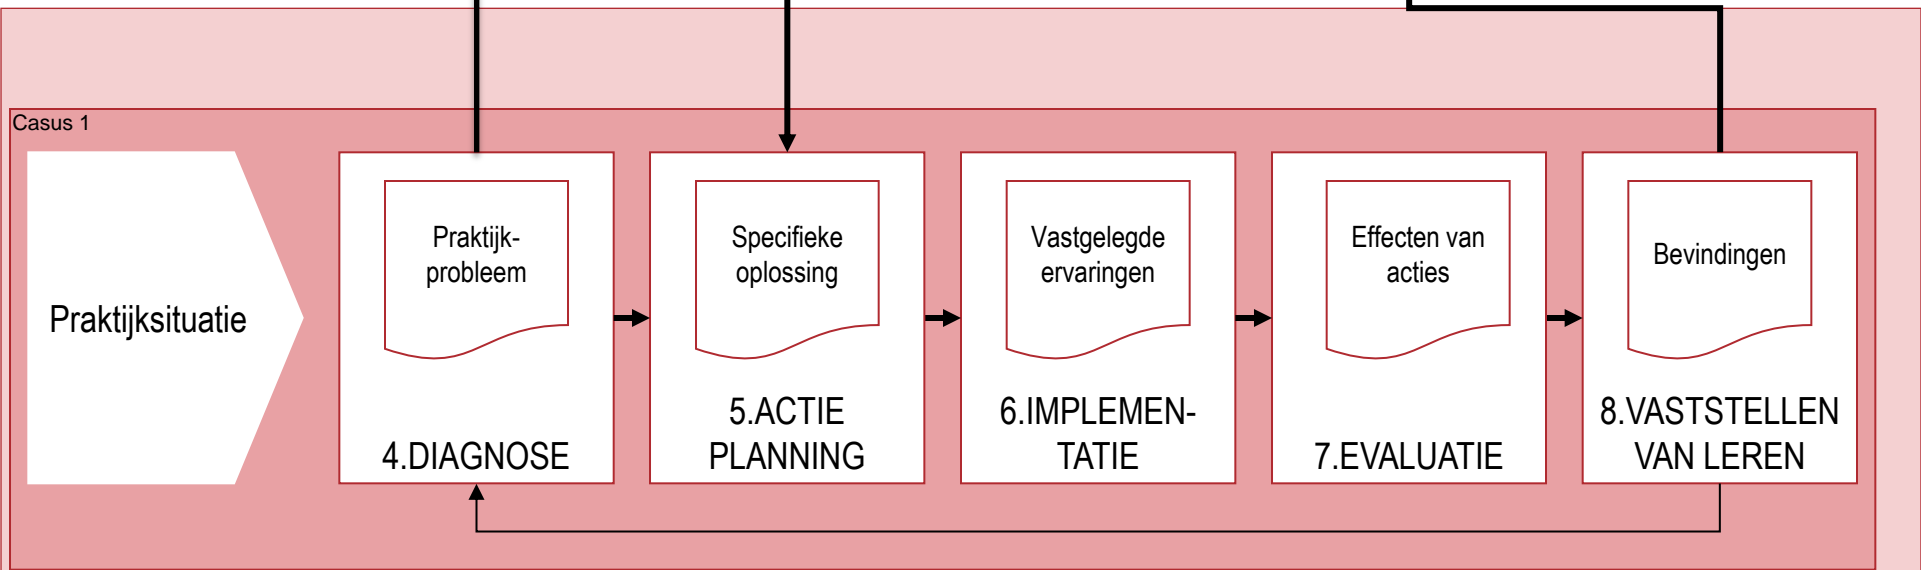 Casus 1
Praktijksituatie
Praktijk-
probleem
4.DIAGNOSE
Specifieke
oplossing
5.ACTIE
PLANNING
Vastgelegde
ervaringen
6.IMPLEMEN-
TATIE
Effecten van
acties
7.EVALUATIE
Bevindingen
8.VASTSTELLEN
VAN LEREN